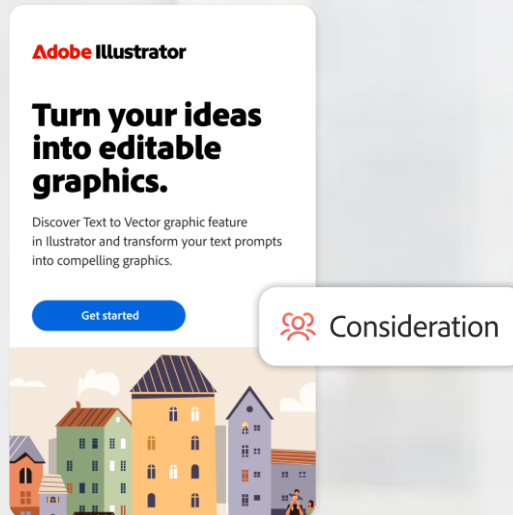 Adobe Illustrator
Turn your ideas
into editable
graphics.
Discover Text to Vector graphic feature
in Ilustrator and transform your text prompts
into compelling graphics.
Get started
Consideration